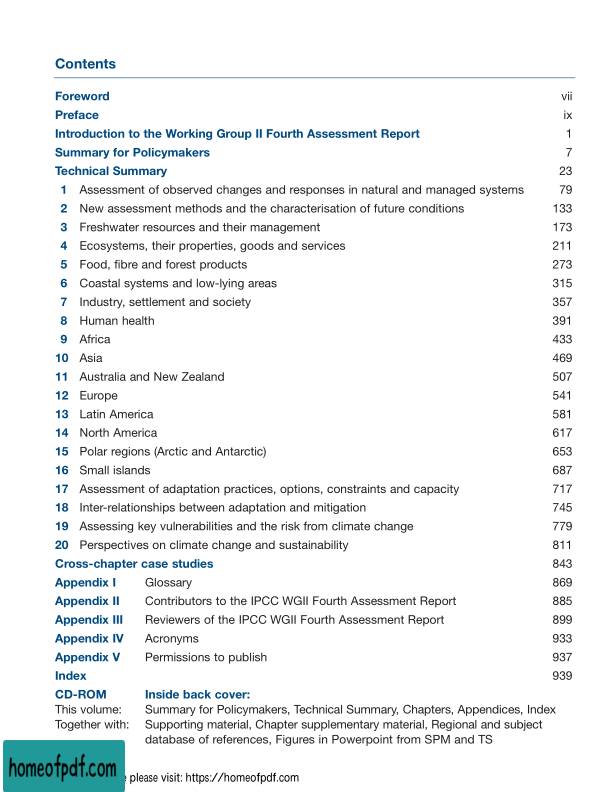 Contents
Foreword vii
Preface ix
Introduction to the Working Group II Fourth Assessment Report 1
Summary for Policymakers 7
Technical Summary 23
1 Assessment of observed changes and responses in natural and managed systems 79
2 New assessment methods and the characterisation of future conditions 133
3 Freshwater resources and their management 173
4 Ecosystems, their properties, goods and services 211
5 Food, fibre and forest products 273
6 Coastal systems and low-lying areas 315
7 Industry, settlement and society 357
8 Human health 391
9 Africa 433
10 Asia 469
11 Australia and New Zealand 507
12 Europe 541
13 Latin America 581
14 North America 617
15 Polar regions (Arctic and Antarctic) 653
16 Small islands 687
17 Assessment of adaptation practices, options, constraints and capacity 717
18 Inter-relationships between adaptation and mitigation 745
19 Assessing key vulnerabilities and the risk from climate change 779
20 Perspectives on climate change and sustainability 811
Cross-chapter case studies 843
Appendix I Glossary 869
Appendix II Contributors to the IPCC WGII Fourth Assessment Report 885
Appendix III Reviewers of the IPCC WGII Fourth Assessment Report 899
Appendix IV Acronyms 933
Appendix V Permissions to publish 937
Index 939
CD-ROM Inside back cover:
This volume: Summary for Policymakers, Technical Summary, Chapters, Appendices, Index
Together with: Supporting material, Chapter supplementary material, Regional and subject
database of references, Figures in Powerpoint from SPM and TS
homeofpdf.com please visit: https://homeofpdf.com